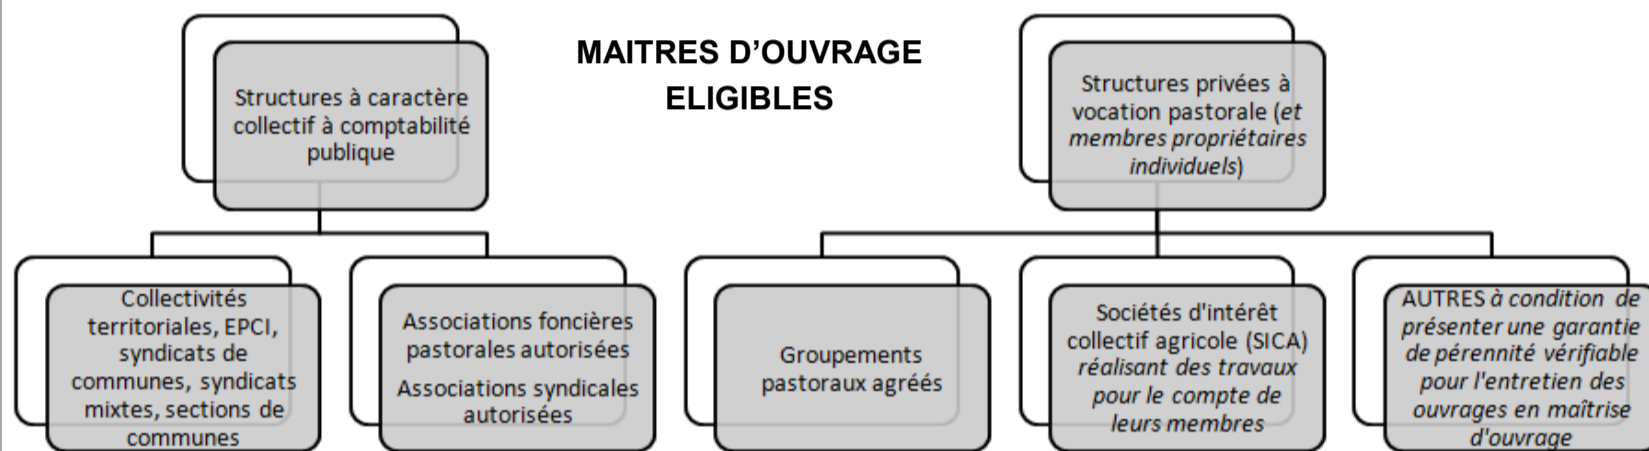 MAITRES D'OUVRAGE
ELIGIBLES
Structures à caractère
collectif à comptabilité
publique
Structures privées à
vocation pastorale (et
membres propriétaires
individuels)
Collectivités
territoriales, EPCI,
syndicats de
communes, syndicats
mixtes, sections de
communes
Associations foncières
pastorales autorisées
Associations syndicales
autorisées
Groupements
pastoraux agréés
Sociétés d'intérêt
collectif agricole (SICA)
réalisant des travaux
pour le compte de
leurs membres
AUTRES à condition de
présenter une garantie
de pérennité vérifiable
pour l'entretien des
ouvrages en maîtrise
d'ouvrage